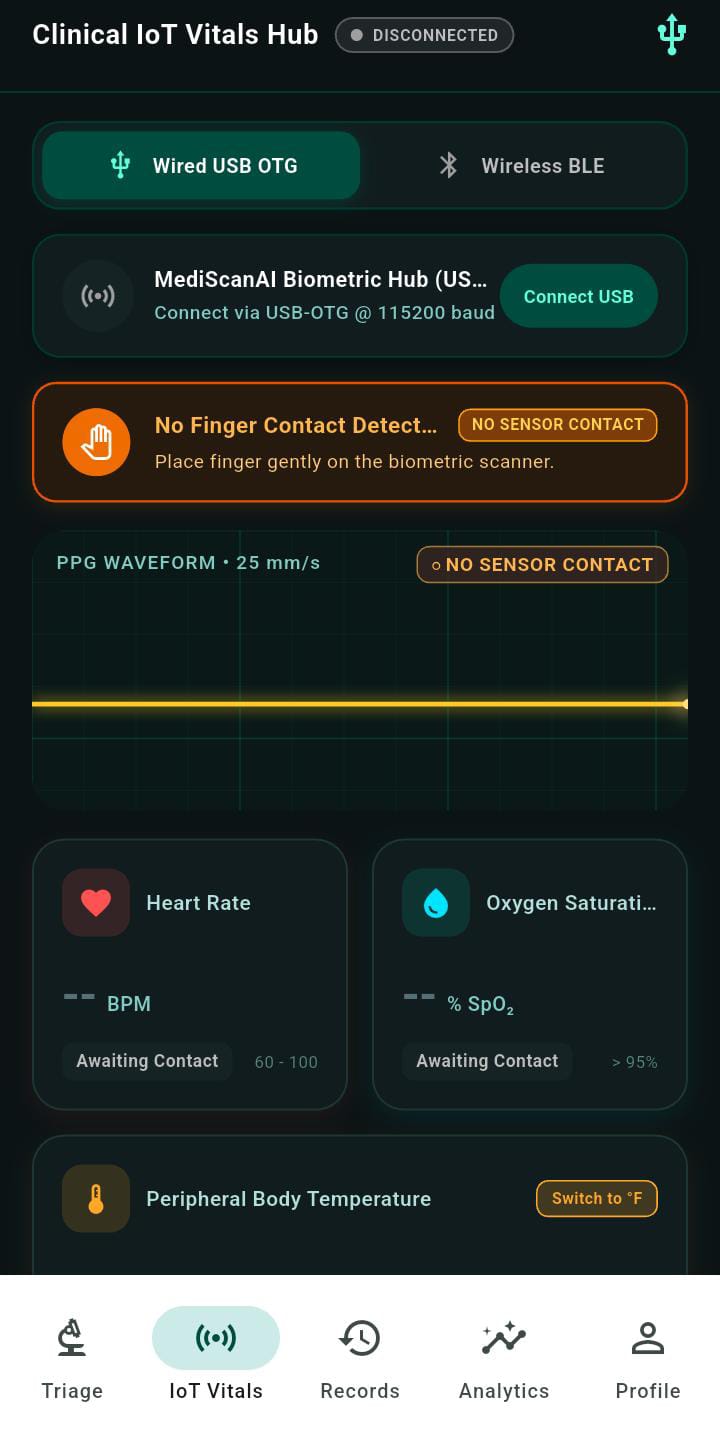 Clinical IoT Vitals Hub
DISCONNECTED
Wired USB OTG
Wireless BLE
MediScanAI Biometric Hub (US…
Connect via USB-OTG @ 115200 baud
Connect USB
No Finger Contact Detect…
NO SENSOR CONTACT
Place finger gently on the biometric scanner.
PPG WAVEFORM • 25 mm/s
○ NO SENSOR CONTACT
Heart Rate
-- BPM
Awaiting Contact
60 - 100
Oxygen Saturati…
-- % SpO₂
Awaiting Contact
> 95%
Peripheral Body Temperature
Switch to °F
Triage
IoT Vitals
Records
Analytics
Profile